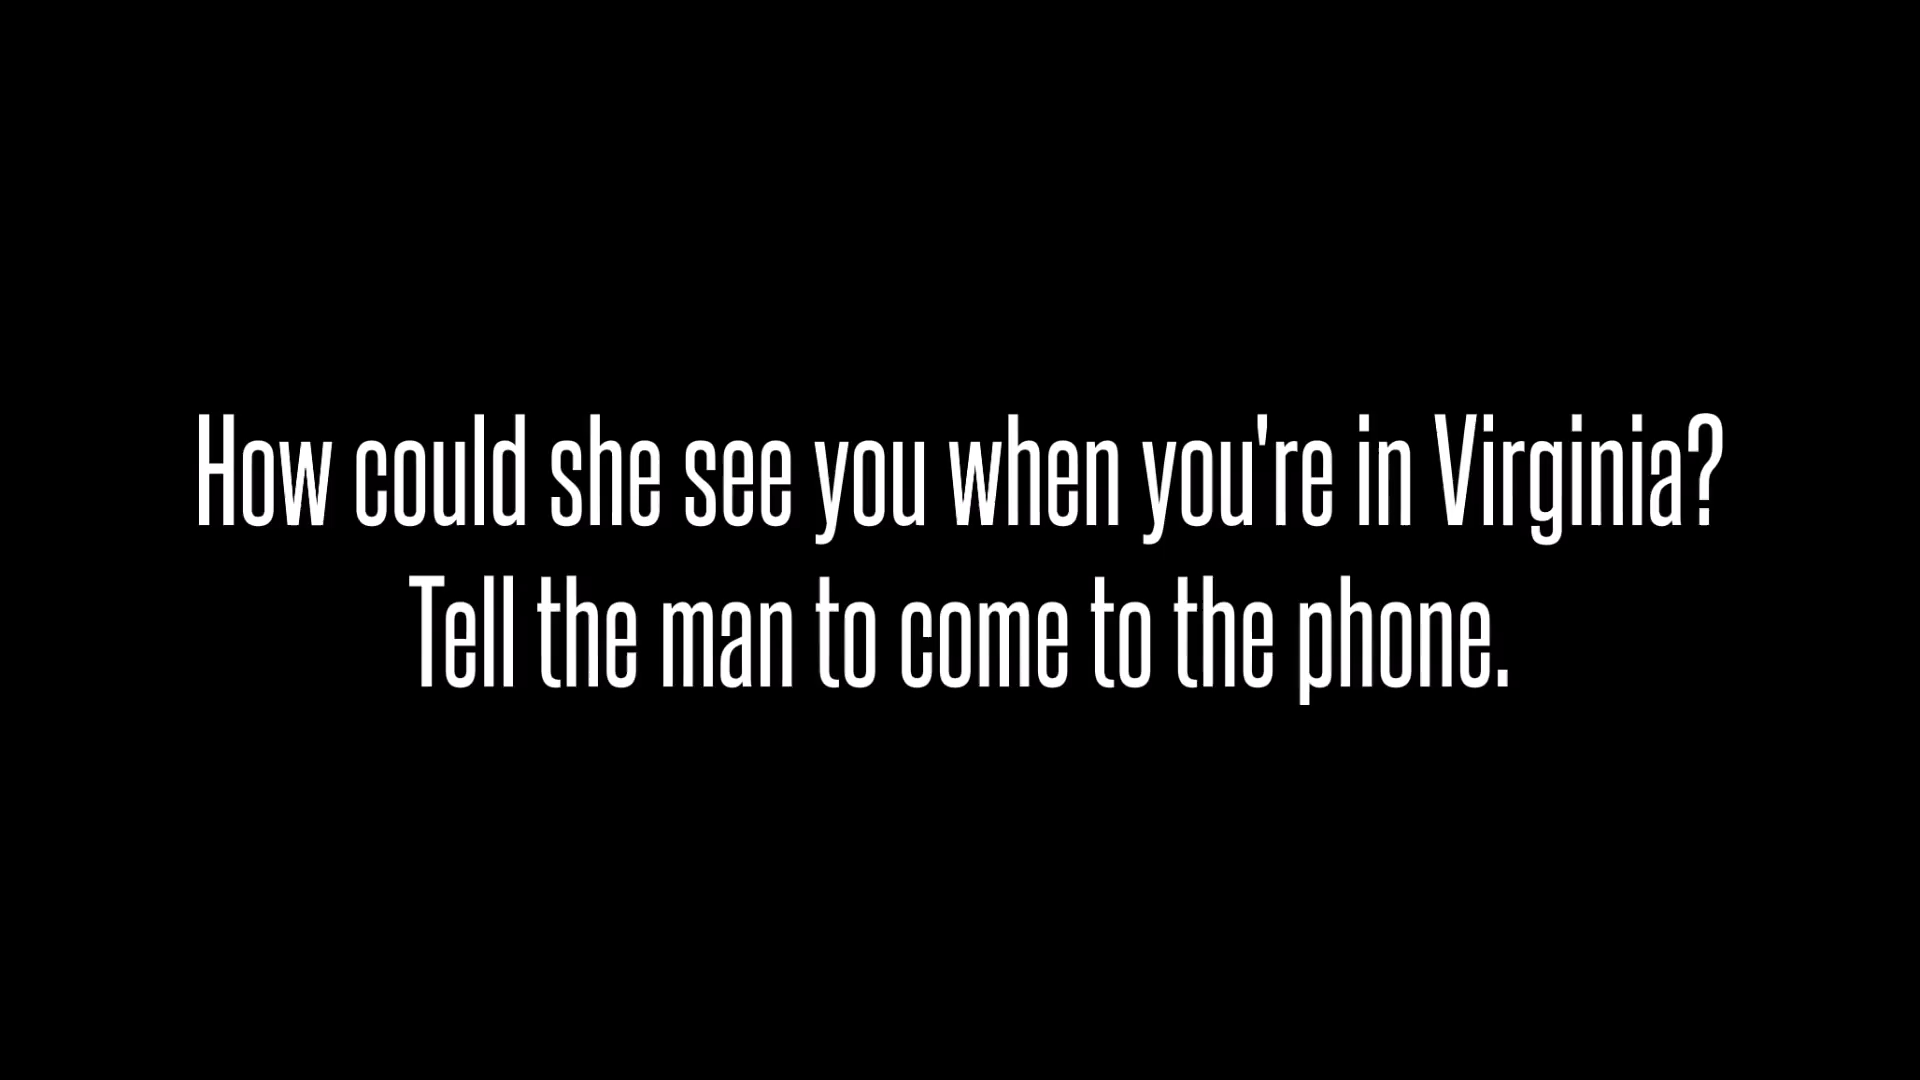 How could she see you when you're in Virginia?
Tell the man to come to the phone.